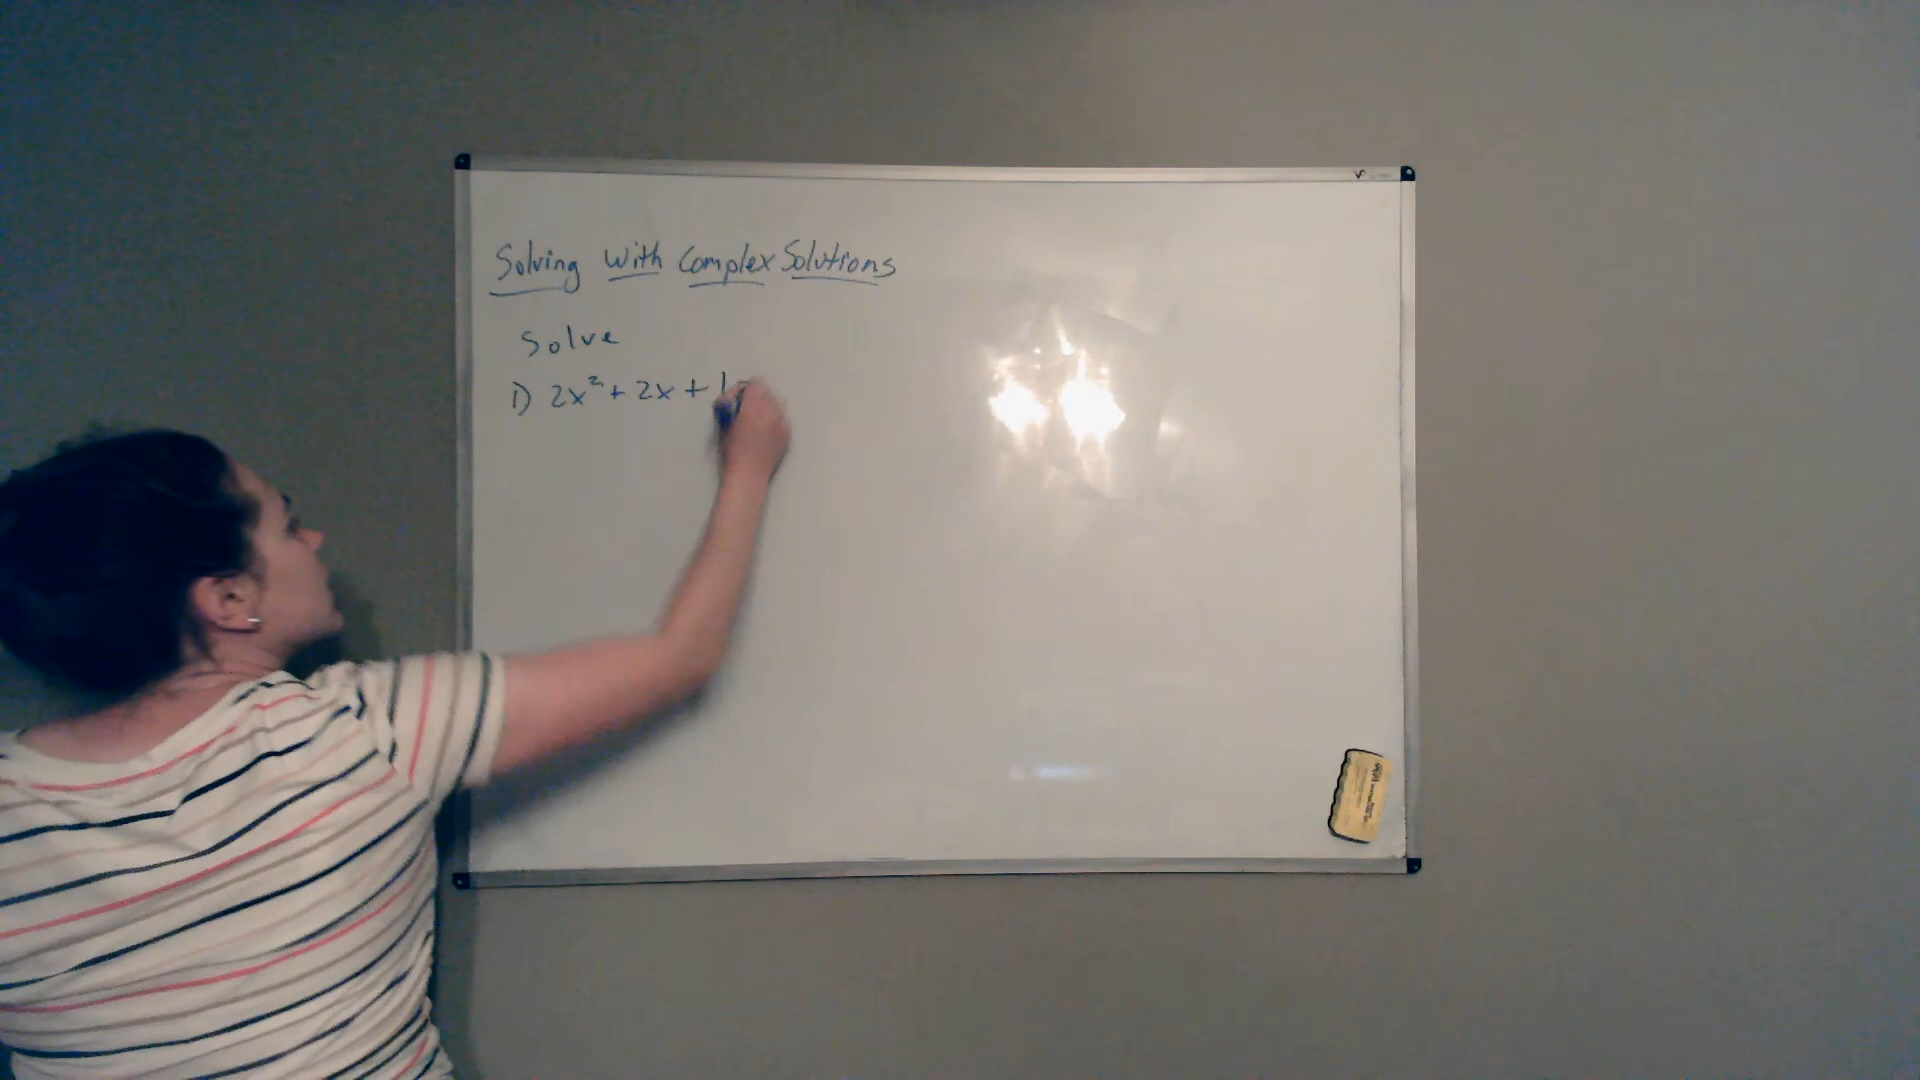 Solving With Complex Solutions
Solve
1) 2x² + 2x + 1